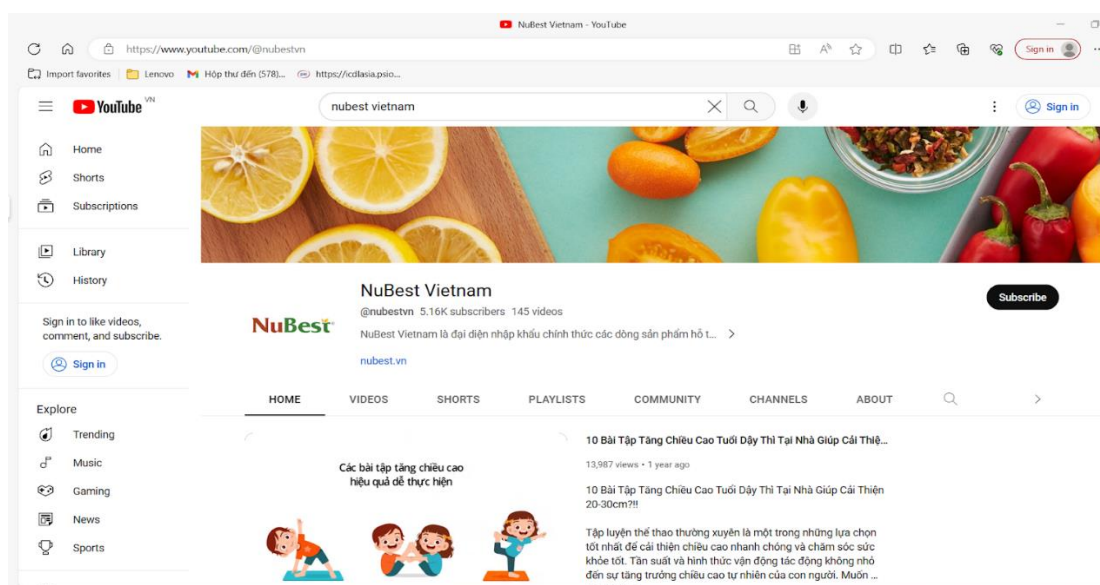 NuBest Vietnam - YouTube
https://www.youtube.com/@nubestvn
Sign in
Import favorites
Lenovo
Hộp thư đến (578)...
https://icdlasia.psio...
YouTube VN
nubest vietnam
Sign in
Home
Shorts
Subscriptions
Library
History
Sign in to like videos,
comment, and subscribe.
Sign in
Explore
Trending
Music
Gaming
News
Sports
NuBest
NuBest Vietnam
@nubestvn 5.16K subscribers 145 videos
NuBest Vietnam là đại diện nhập khẩu chính thức các dòng sản phẩm hỗ t...
nubest.vn
Subscribe
HOME VIDEOS SHORTS PLAYLISTS COMMUNITY CHANNELS ABOUT
Các bài tập tăng chiều cao
hiệu quả dễ thực hiện
10 Bài Tập Tăng Chiều Cao Tuổi Dậy Thì Tại Nhà Giúp Cải Thiệ...
13,987 views • 1 year ago
10 Bài Tập Tăng Chiều Cao Tuổi Dậy Thì Tại Nhà Giúp Cải Thiện
20-30cm?!!
Tập luyện thể thao thường xuyên là một trong những lựa chọn
tốt nhất để cải thiện chiều cao nhanh chóng và chăm sóc sức
khỏe tốt. Tần suất và hình thức vận động tác động không nhỏ
đến sự tăng trưởng chiều cao tự nhiên của con người. Muốn ...